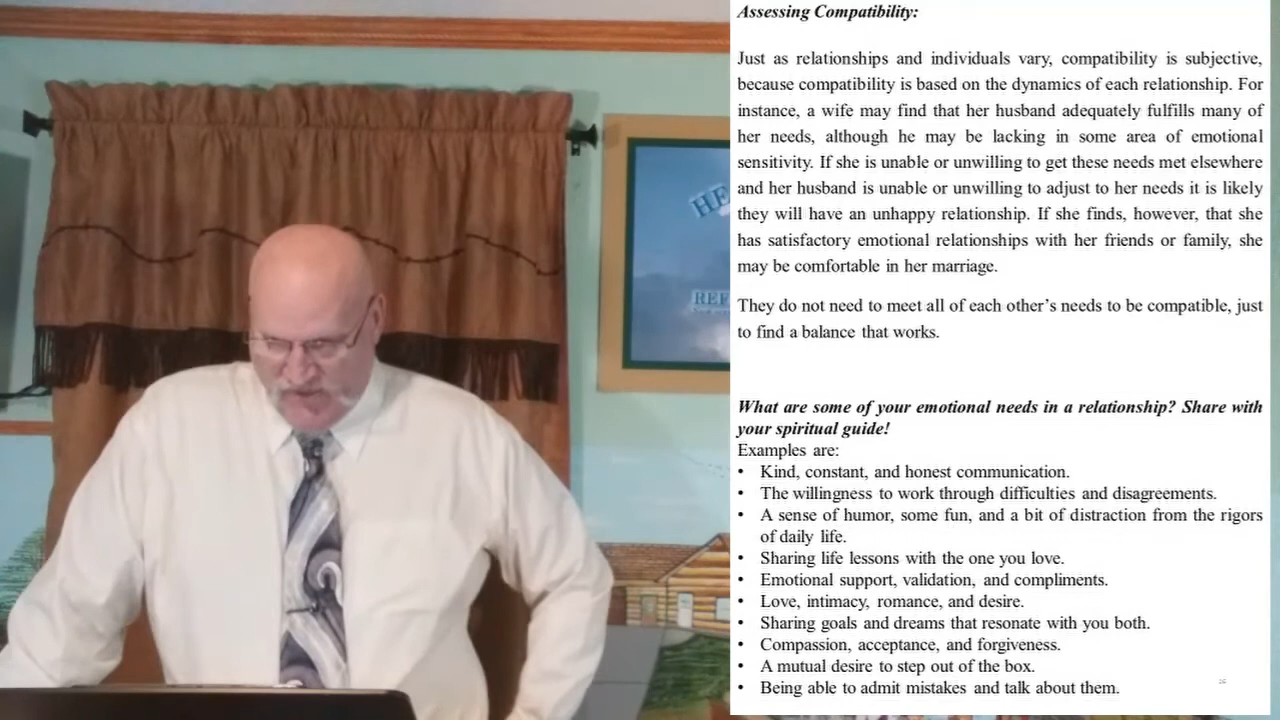 Assessing Compatibility:
Just as relationships and individuals vary, compatibility is subjective,
because compatibility is based on the dynamics of each relationship. For
instance, a wife may find that her husband adequately fulfills many of
her needs, although he may be lacking in some area of emotional
sensitivity. If she is unable or unwilling to get these needs met elsewhere
and her husband is unable or unwilling to adjust to her needs it is likely
they will have an unhappy relationship. If she finds, however, that she
has satisfactory emotional relationships with her friends or family, she
may be comfortable in her marriage.
They do not need to meet all of each other’s needs to be compatible, just
to find a balance that works.
What are some of your emotional needs in a relationship? Share with
your spiritual guide!
Examples are:
• Kind, constant, and honest communication.
• The willingness to work through difficulties and disagreements.
• A sense of humor, some fun, and a bit of distraction from the rigors
of daily life.
• Sharing life lessons with the one you love.
• Emotional support, validation, and compliments.
• Love, intimacy, romance, and desire.
• Sharing goals and dreams that resonate with you both.
• Compassion, acceptance, and forgiveness.
• A mutual desire to step out of the box.
• Being able to admit mistakes and talk about them.